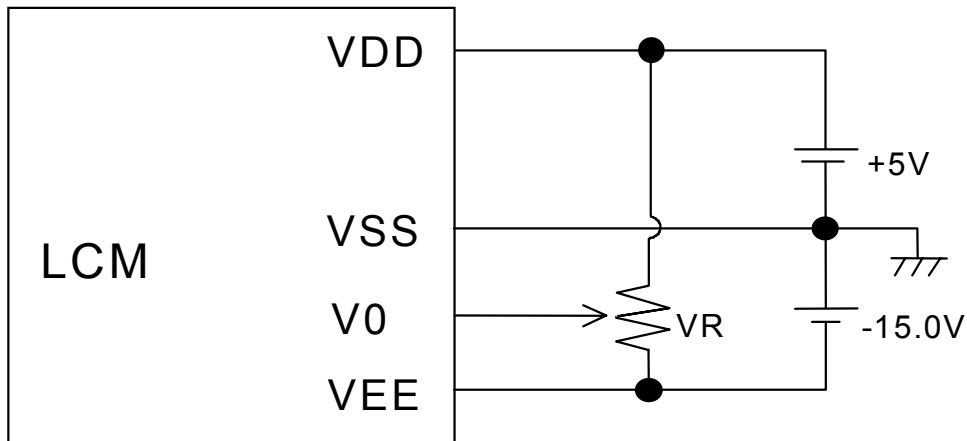 VDD
+5V
VSS
LCM
V0
VR
-15.0V
VEE